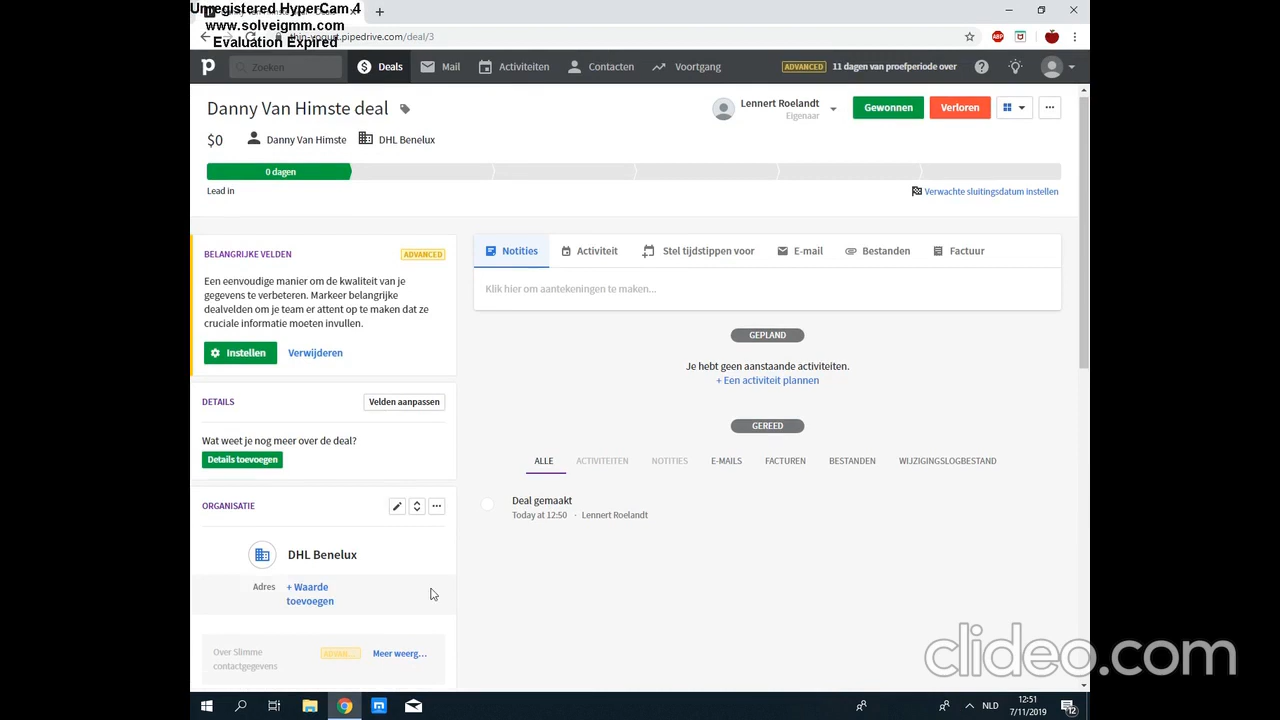 Unregistered HyperCam 4
www.solveigmm.com
Evaluation Expired
pipedrive.com/deal/3
Zoeken
Deals
Mail
Activiteiten
Contacten
Voortgang
ADVANCED
11 dagen van proefperiode over
Danny Van Himste deal
Lennert Roelandt
Eigenaar
Gewonnen
Verloren
$0
Danny Van Himste
DHL Benelux
0 dagen
Lead in
Verwachte sluitingsdatum instellen
BELANGRIJKE VELDEN
ADVANCED
Een eenvoudige manier om de kwaliteit van je
gegevens te verbeteren. Markeer belangrijke
dealvelden om je team er attent op te maken dat ze
cruciale informatie moeten invullen.
Instellen
Verwijderen
DETAILS
Velden aanpassen
Wat weet je nog meer over de deal?
Details toevoegen
ORGANISATIE
DHL Benelux
Adres
+ Waarde
toevoegen
Over Slimme
contactgegevens
ADVAN...
Meer weerg...
Notities
Activiteit
Stel tijdstippen voor
E-mail
Bestanden
Factuur
Klik hier om aantekeningen te maken...
GEPLAND
Je hebt geen aanstaande activiteiten.
+ Een activiteit plannen
GEREED
ALLE
ACTIVITEITEN
NOTITIES
E-MAILS
FACTUREN
BESTANDEN
WIJZIGINGSLOGBESTAND
Deal gemaakt
Today at 12:50 · Lennert Roelandt
clideo.com
NLD
12:51
7/11/2019
12